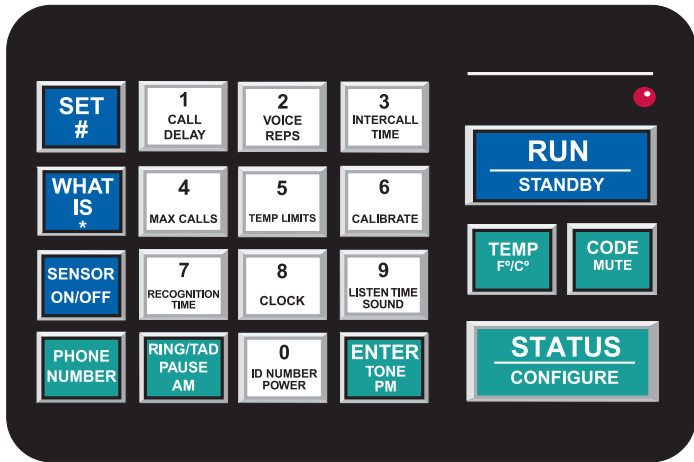 SET
#
1
CALL
DELAY
2
VOICE
REPS
3
INTERCALL
TIME
RUN
STANDBY
WHAT
IS
*
4
MAX CALLS
5
TEMP LIMITS
6
CALIBRATE
SENSOR
ON/OFF
7
RECOGNITION
TIME
8
CLOCK
9
LISTEN TIME
SOUND
TEMP
Fº/Cº
CODE
MUTE
PHONE
NUMBER
RING/TAD
PAUSE
AM
0
ID NUMBER
POWER
ENTER
TONE
PM
STATUS
CONFIGURE